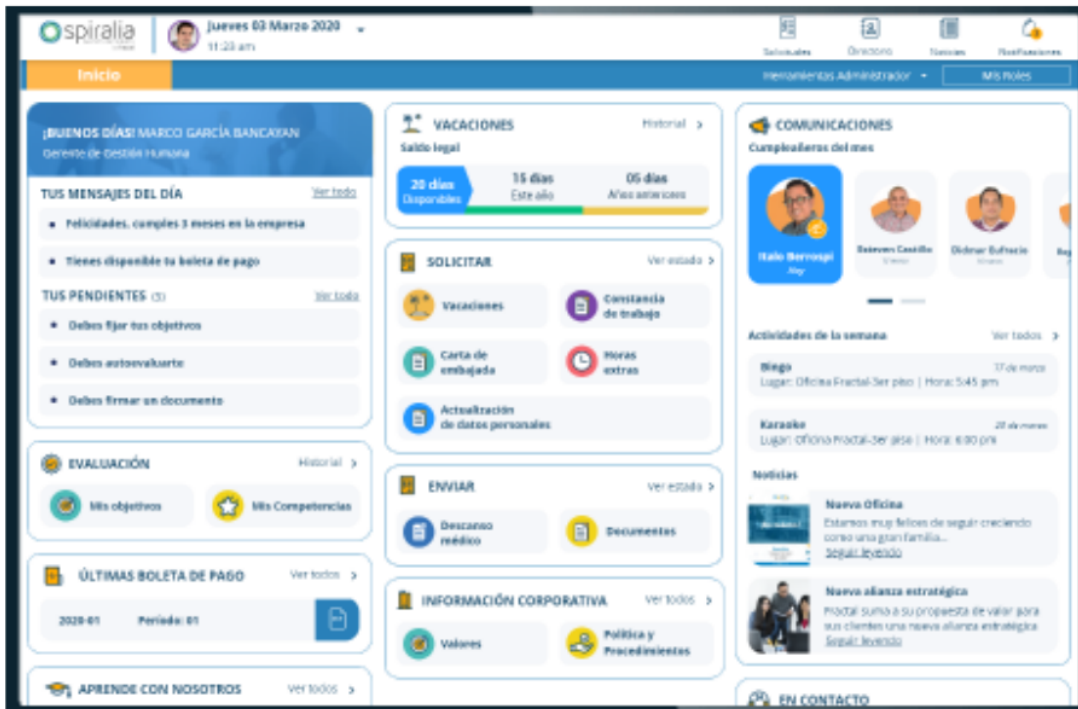 spiralia
Jueves 03 Marzo 2020
11:23 am
Solicitudes
Directorio
Noticias
Notificaciones
Inicio
Herramientas Administrador
Mis Roles
¡BUENOS DÍAS! MARCO GARCÍA BANCAYAN
Gerente de Gestión Humana
TUS MENSAJES DEL DÍA
Ver todo
Felicidades, cumples 3 meses en la empresa
Tienes disponible tu boleta de pago
TUS PENDIENTES
Ver todo
Debes fijar tus objetivos
Debes autoevaluarte
Debes firmar un documento
EVALUACIÓN
Historial >
Mis objetivos
Mis Competencias
ÚLTIMAS BOLETA DE PAGO
Ver todos >
2020-01 Periodo: 01
APRENDE CON NOSOTROS
Ver todos >
VACACIONES
Historial >
Saldo legal
20 días
Disponibles
15 días
Este año
05 días
Años anteriores
SOLICITAR
Ver estado >
Vacaciones
Constancia
de trabajo
Carta de
embajada
Horas
extras
Actualización
de datos personales
ENVIAR
Ver estado >
Descanso
médico
Documentos
INFORMACIÓN CORPORATIVA
Ver todos >
Valores
Política y
Procedimientos
COMUNICACIONES
Cumpleañeros del mes
Italo Berrospi
Hoy
Esteven Castillo
Didmar Eufracio
Actividades de la semana
Ver todos >
Bingo
17 de marzo
Lugar: Oficina Fractal-3er piso | Hora: 5:45 pm
Karaoke
20 de marzo
Lugar: Oficina Fractal-3er piso | Hora: 6:00 pm
Noticias
Nueva Oficina
Estamos muy felices de seguir creciendo
como una gran familia...
Seguir leyendo
Nueva alianza estratégica
Fractal suma a su propuesta de valor para
sus clientes una nueva alianza estratégica
Seguir leyendo
EN CONTACTO